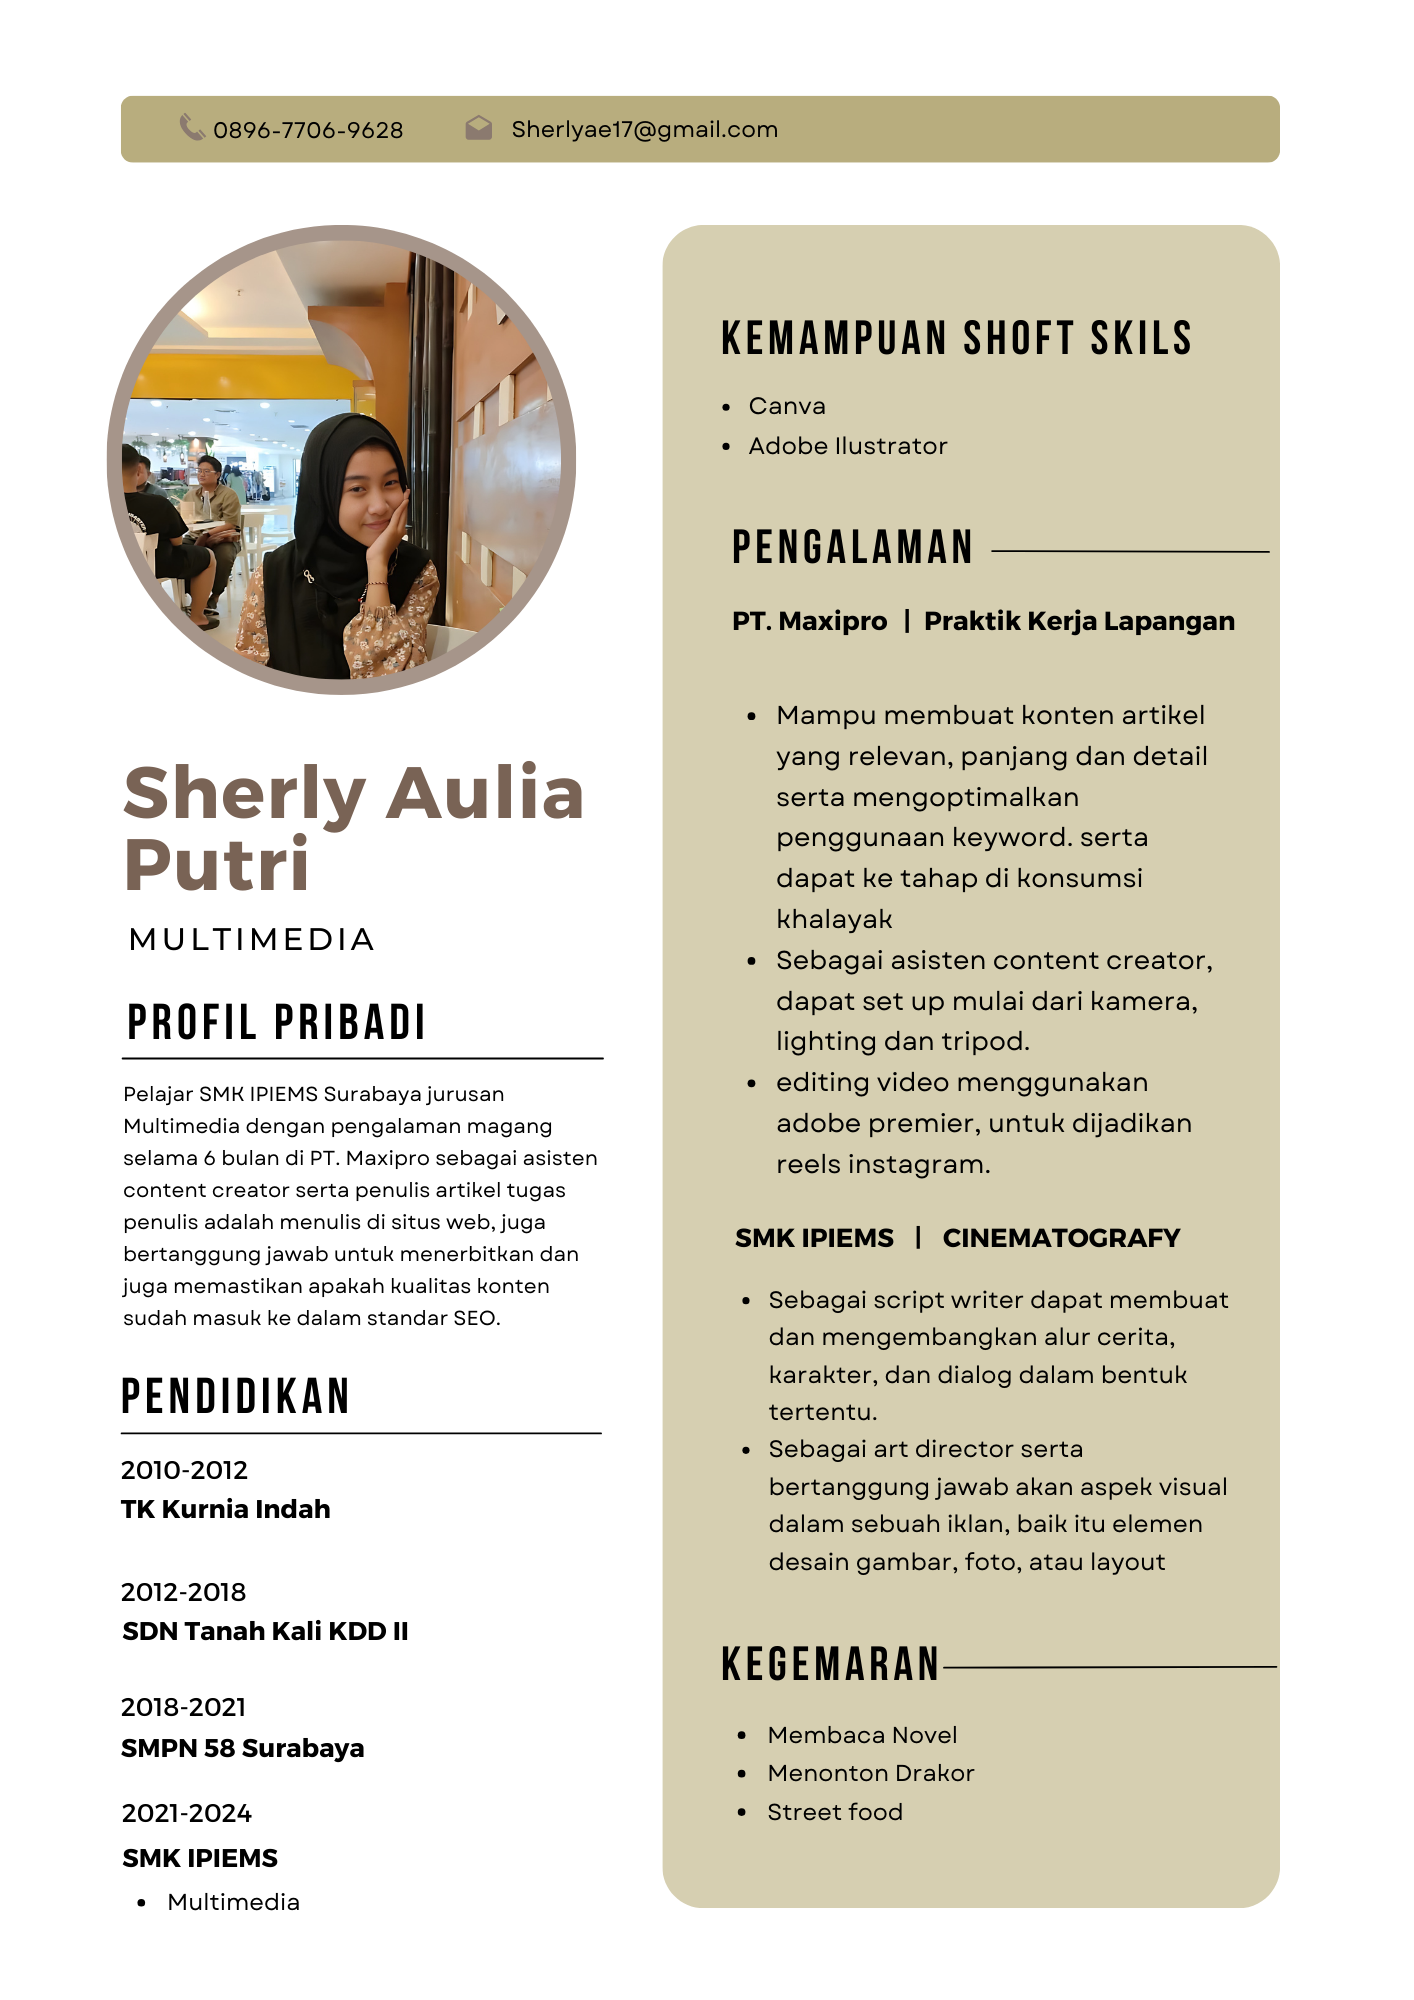 0896-7706-9628
Sherlyae17@gmail.com
Sherly Aulia
Putri
MULTIMEDIA
PROFIL PRIBADI
Pelajar SMK IPIEMS Surabaya jurusan
Multimedia dengan pengalaman magang
selama 6 bulan di PT. Maxipro sebagai asisten
content creator serta penulis artikel tugas
penulis adalah menulis di situs web, juga
bertanggung jawab untuk menerbitkan dan
juga memastikan apakah kualitas konten
sudah masuk ke dalam standar SEO.
PENDIDIKAN
2010-2012
TK Kurnia Indah
2012-2018
SDN Tanah Kali KDD II
2018-2021
SMPN 58 Surabaya
2021-2024
SMK IPIEMS
• Multimedia
KEMAMPUAN SHOFT SKILS
• Canva
• Adobe Ilustrator
PENGALAMAN
PT. Maxipro | Praktik Kerja Lapangan
• Mampu membuat konten artikel
yang relevan, panjang dan detail
serta mengoptimalkan
penggunaan keyword. serta
dapat ke tahap di konsumsi
khalayak
• Sebagai asisten content creator,
dapat set up mulai dari kamera,
lighting dan tripod.
• editing video menggunakan
adobe premier, untuk dijadikan
reels instagram.
SMK IPIEMS | CINEMATOGRAFY
• Sebagai script writer dapat membuat
dan mengembangkan alur cerita,
karakter, dan dialog dalam bentuk
tertentu.
• Sebagai art director serta
bertanggung jawab akan aspek visual
dalam sebuah iklan, baik itu elemen
desain gambar, foto, atau layout
KEGEMARAN
• Membaca Novel
• Menonton Drakor
• Street food